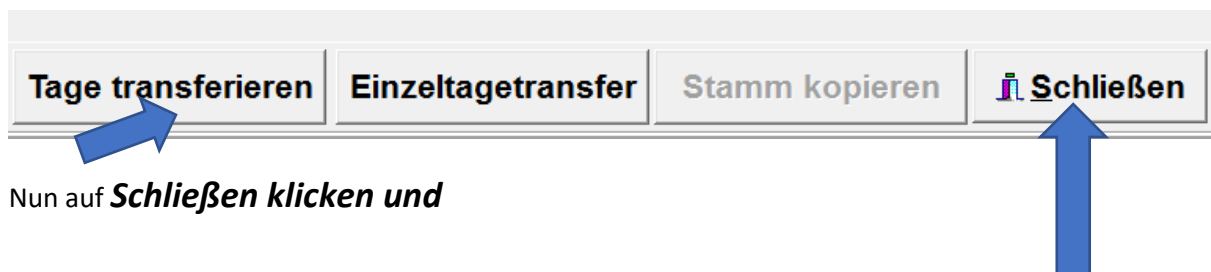 Tage transferieren Einzeltagetransfer Stamm kopieren Schließen
Nun auf Schließen klicken und